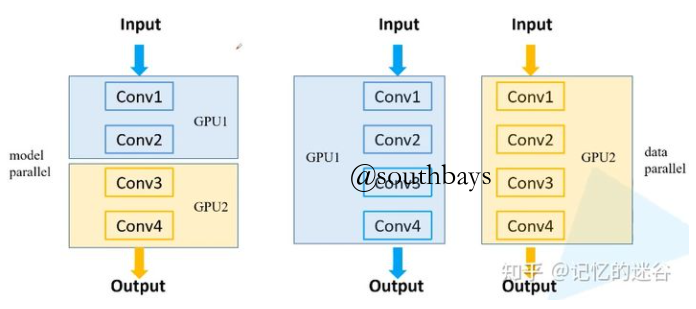 Input
Conv1
Conv2
GPU1
Conv3
Conv4
GPU2
Output
model
parallel
Input
Input
Conv1
Conv2
Conv3
Conv4
GPU1
Output
Conv1
Conv2
Conv3
Conv4
GPU2
Output
data
parallel
@southbays
知乎 @记忆的迷谷